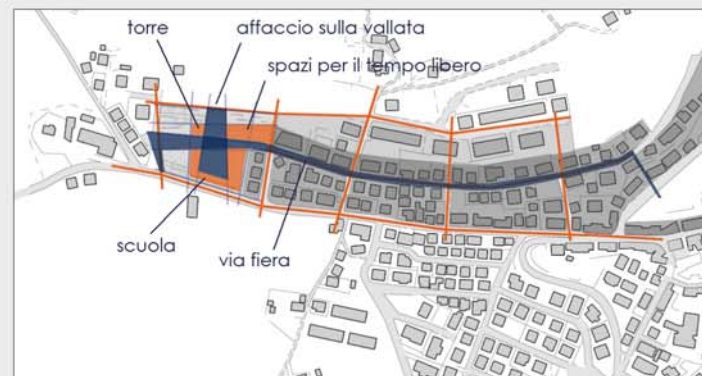 torre
affaccio sulla vallata
spazi per il tempo libero
scuola
via fiera